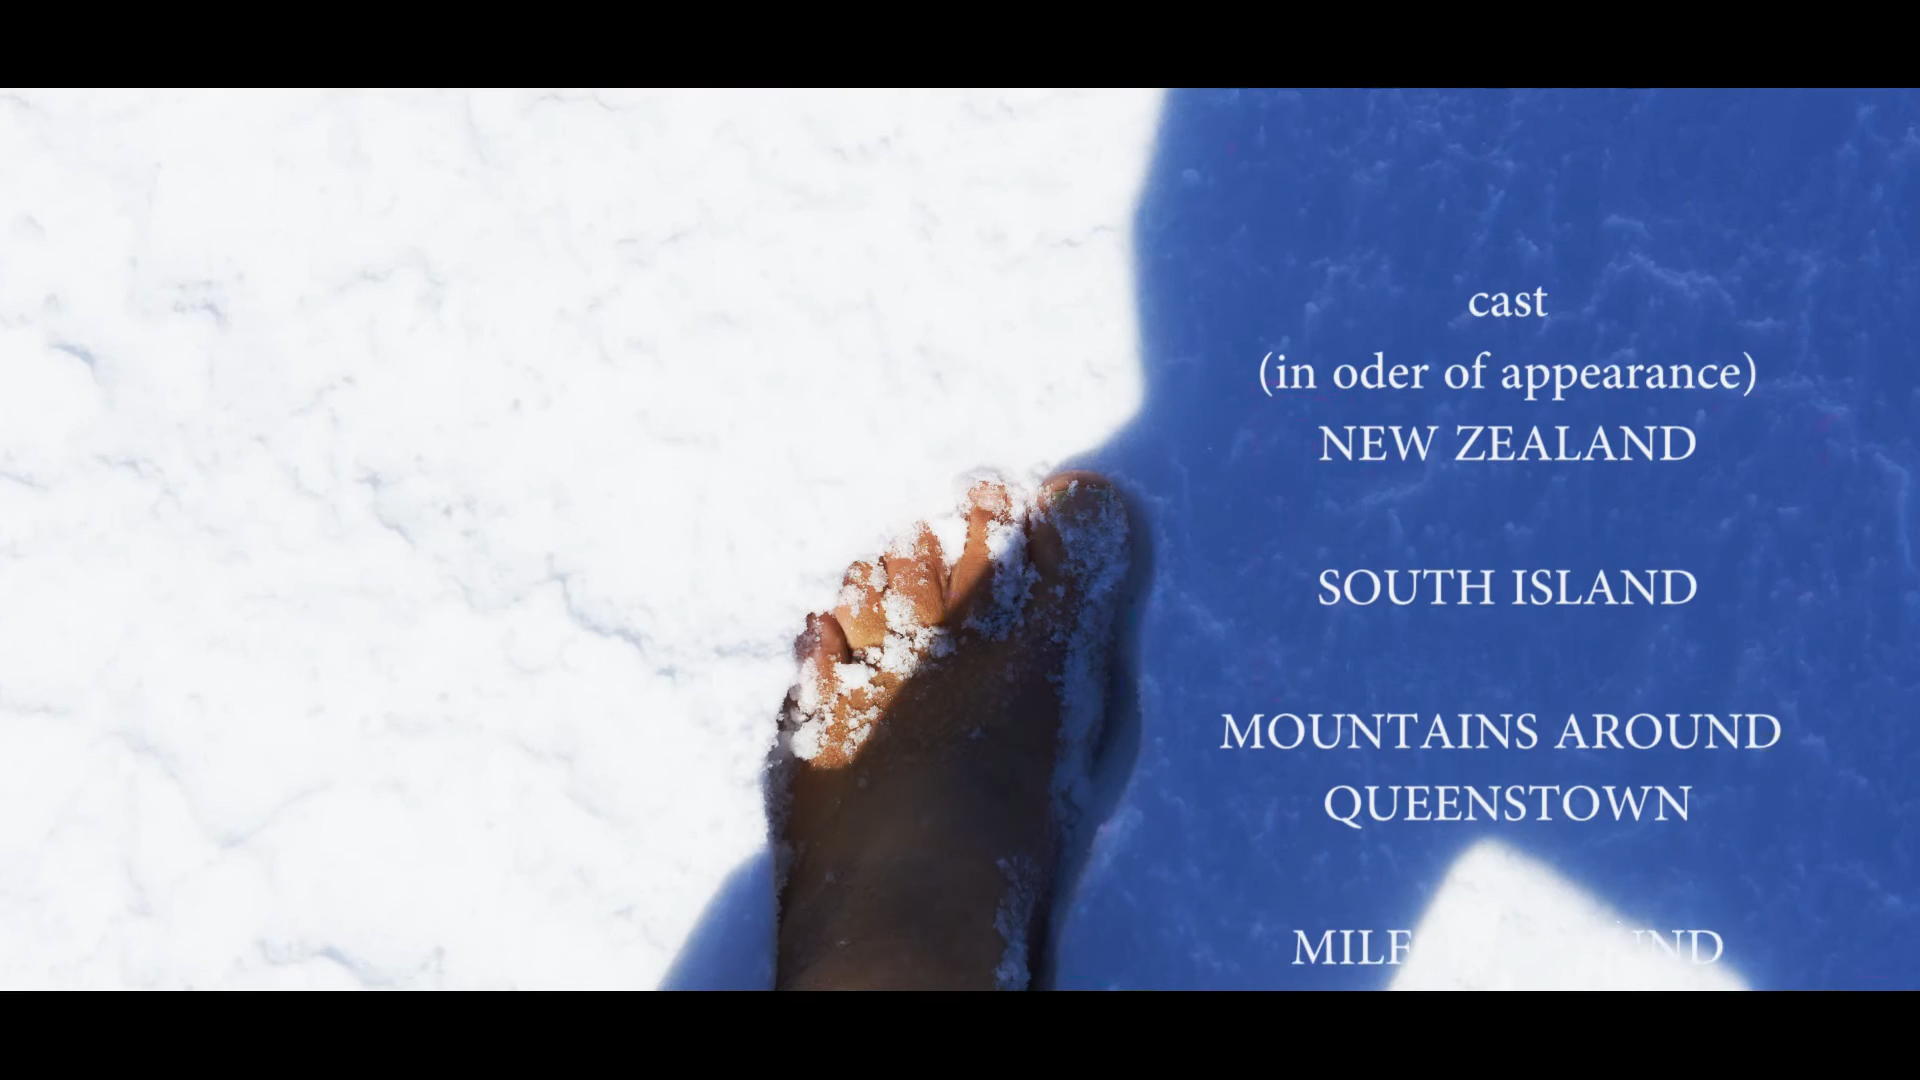 cast
(in oder of appearance)
NEW ZEALAND
SOUTH ISLAND
MOUNTAINS AROUND
QUEENSTOWN